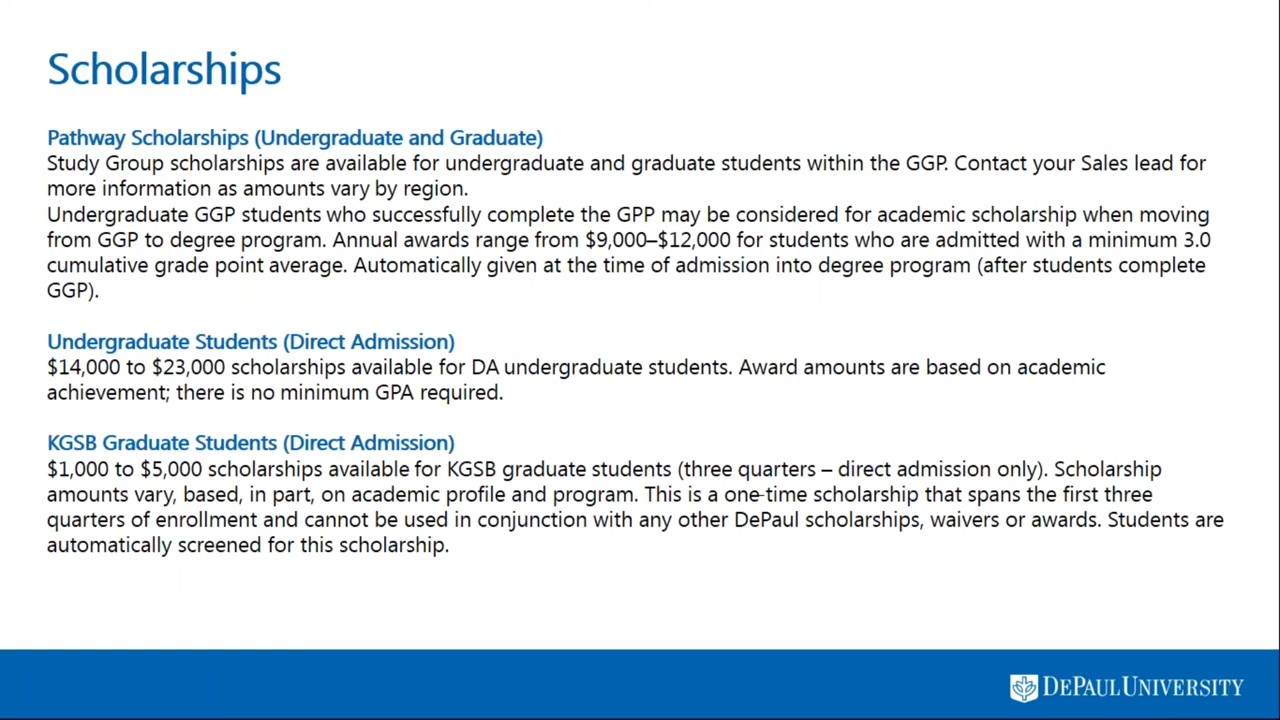 Scholarships
Pathway Scholarships (Undergraduate and Graduate)
Study Group scholarships are available for undergraduate and graduate students within the GGP. Contact your Sales lead for
more information as amounts vary by region.
Undergraduate GGP students who successfully complete the GPP may be considered for academic scholarship when moving
from GGP to degree program. Annual awards range from $9,000–$12,000 for students who are admitted with a minimum 3.0
cumulative grade point average. Automatically given at the time of admission into degree program (after students complete
GGP).
Undergraduate Students (Direct Admission)
$14,000 to $23,000 scholarships available for DA undergraduate students. Award amounts are based on academic
achievement; there is no minimum GPA required.
KGSB Graduate Students (Direct Admission)
$1,000 to $5,000 scholarships available for KGSB graduate students (three quarters – direct admission only). Scholarship
amounts vary, based, in part, on academic profile and program. This is a one-time scholarship that spans the first three
quarters of enrollment and cannot be used in conjunction with any other DePaul scholarships, waivers or awards. Students are
automatically screened for this scholarship.
DEPAUL UNIVERSITY